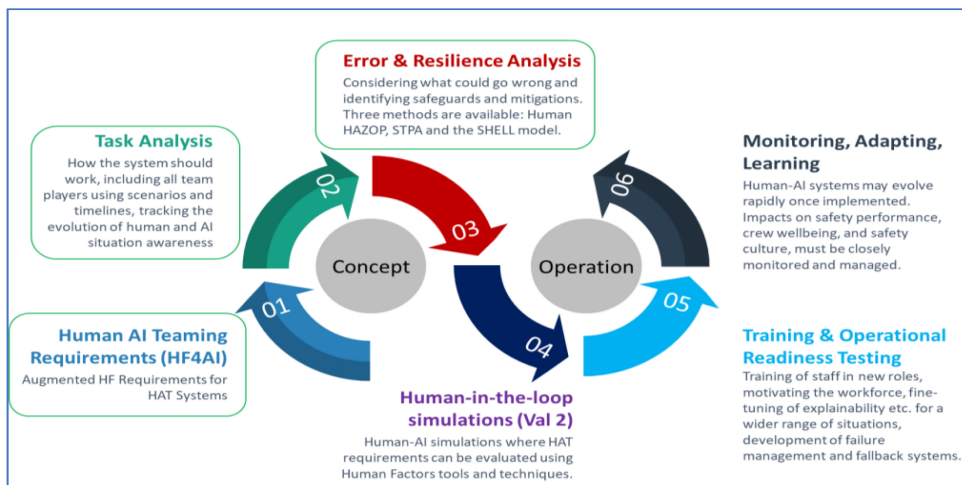 Error & Resilience Analysis
Considering what could go wrong and
identifying safeguards and mitigations.
Three methods are available: Human
HAZOP, STPA and the SHELL model.
Task Analysis
How the system should
work, including all team
players using scenarios and
timelines, tracking the
evolution of human and AI
situation awareness
Monitoring, Adapting,
Learning
Human-AI systems may evolve
rapidly once implemented.
Impacts on safety performance,
crew wellbeing, and safety
culture, must be closely
monitored and managed.
02
03
06
Concept
Operation
01
04
05
Human AI Teaming
Requirements (HF4AI)
Augmented HF Requirements for
HAT Systems
Human-in-the-loop
simulations (Val 2)
Human-AI simulations where HAT
requirements can be evaluated using
Human Factors tools and techniques.
Training & Operational
Readiness Testing
Training of staff in new roles,
motivating the workforce, fine-
tuning of explainability etc. for a
wider range of situations,
development of failure
management and fallback systems.